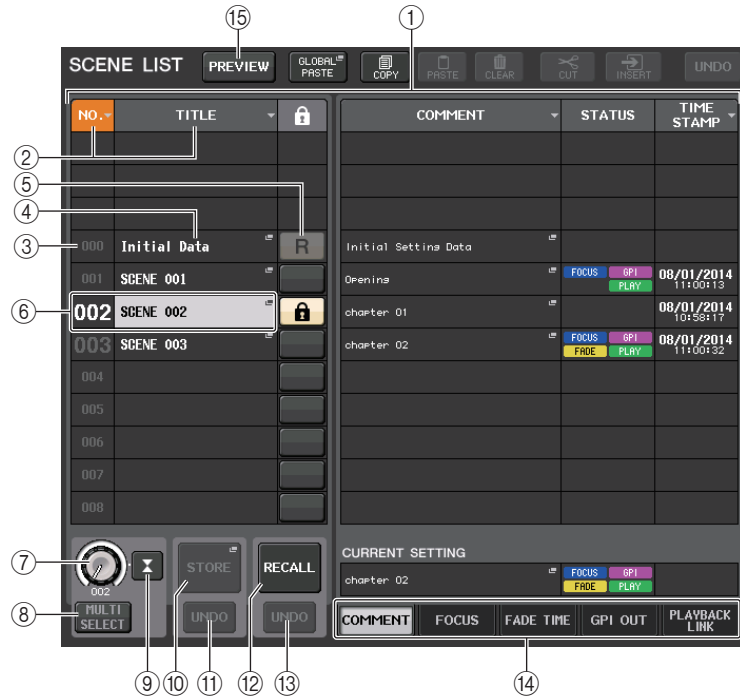 ⑮ ①
SCENE LIST PREVIEW GLOBAL PASTE COPY PASTE CLEAR CUT INSERT UNDO
NO. TITLE COMMENT STATUS TIME STAMP
②
⑤
④
③ 000 Initial Data R Initial Setting Data
001 SCENE 001 Opening FOCUS GPI PLAY 08/01/2014 11:00:13
⑥ 002 SCENE 002 chapter 01 08/01/2014 10:58:17
003 SCENE 003 chapter 02 FOCUS GPI FADE PLAY 08/01/2014 11:00:32
004
005
006
007
008
⑦ 002 STORE RECALL CURRENT SETTING
chapter 02 FOCUS GPI FADE PLAY
⑧ MULTI SELECT UNDO UNDO COMMENT FOCUS FADE TIME GPI OUT PLAYBACK LINK
⑨ ⑩ ⑪ ⑫ ⑬ ⑭